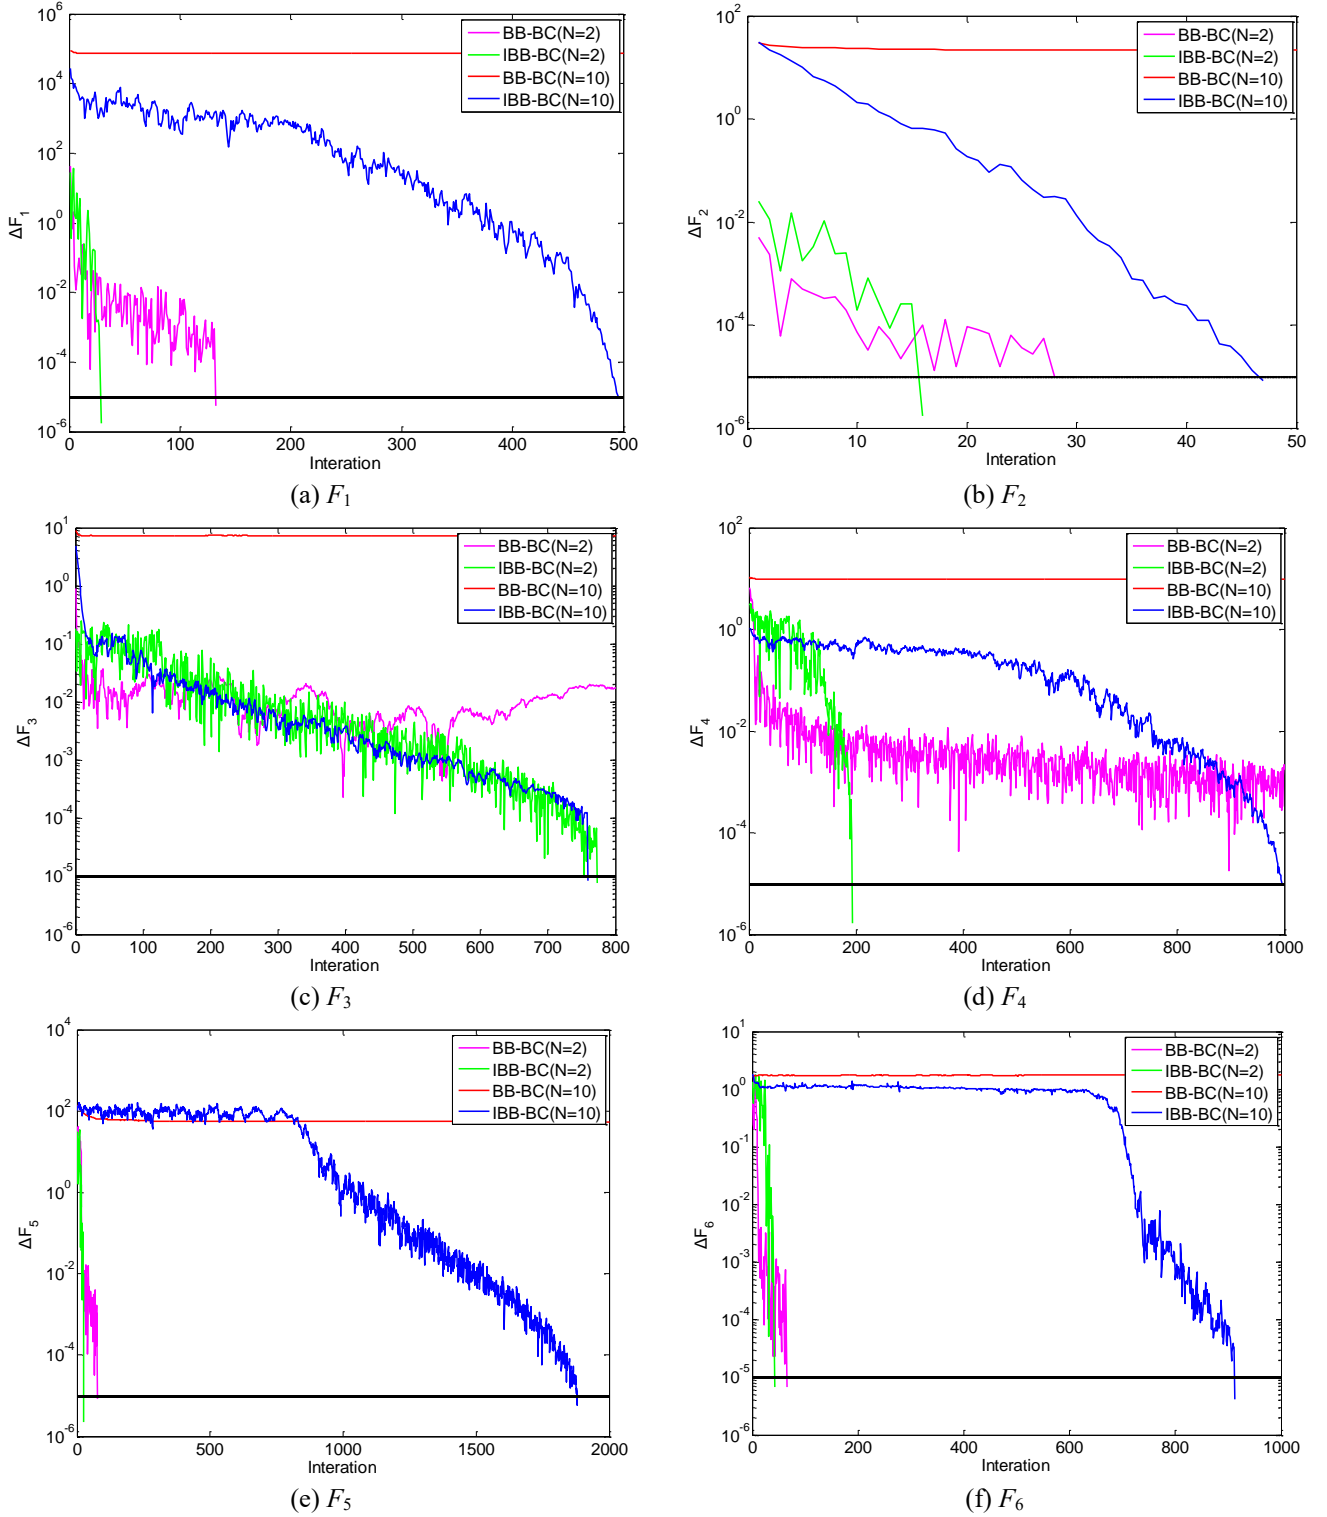 10^6
10^4
10^2
10^0
10^-2
10^-4
10^-6
ΔF1
0 100 200 300 400 500
Interation
BB-BC(N=2)
IBB-BC(N=2)
BB-BC(N=10)
IBB-BC(N=10)
(a) F1
10^2
10^0
10^-2
10^-4
10^-6
ΔF2
0 10 20 30 40 50
Interation
BB-BC(N=2)
IBB-BC(N=2)
BB-BC(N=10)
IBB-BC(N=10)
(b) F2
10^1
10^0
10^-1
10^-2
10^-3
10^-4
10^-5
10^-6
ΔF3
0 100 200 300 400 500 600 700 800
Interation
BB-BC(N=2)
IBB-BC(N=2)
BB-BC(N=10)
IBB-BC(N=10)
(c) F3
10^2
10^0
10^-2
10^-4
10^-6
ΔF4
0 200 400 600 800 1000
Interation
BB-BC(N=2)
IBB-BC(N=2)
BB-BC(N=10)
IBB-BC(N=10)
(d) F4
10^4
10^2
10^0
10^-2
10^-4
10^-6
ΔF5
0 500 1000 1500 2000
Interation
BB-BC(N=2)
IBB-BC(N=2)
BB-BC(N=10)
IBB-BC(N=10)
(e) F5
10^1
10^0
10^-1
10^-2
10^-3
10^-4
10^-5
10^-6
ΔF6
0 200 400 600 800 1000
Interation
BB-BC(N=2)
IBB-BC(N=2)
BB-BC(N=10)
IBB-BC(N=10)
(f) F6